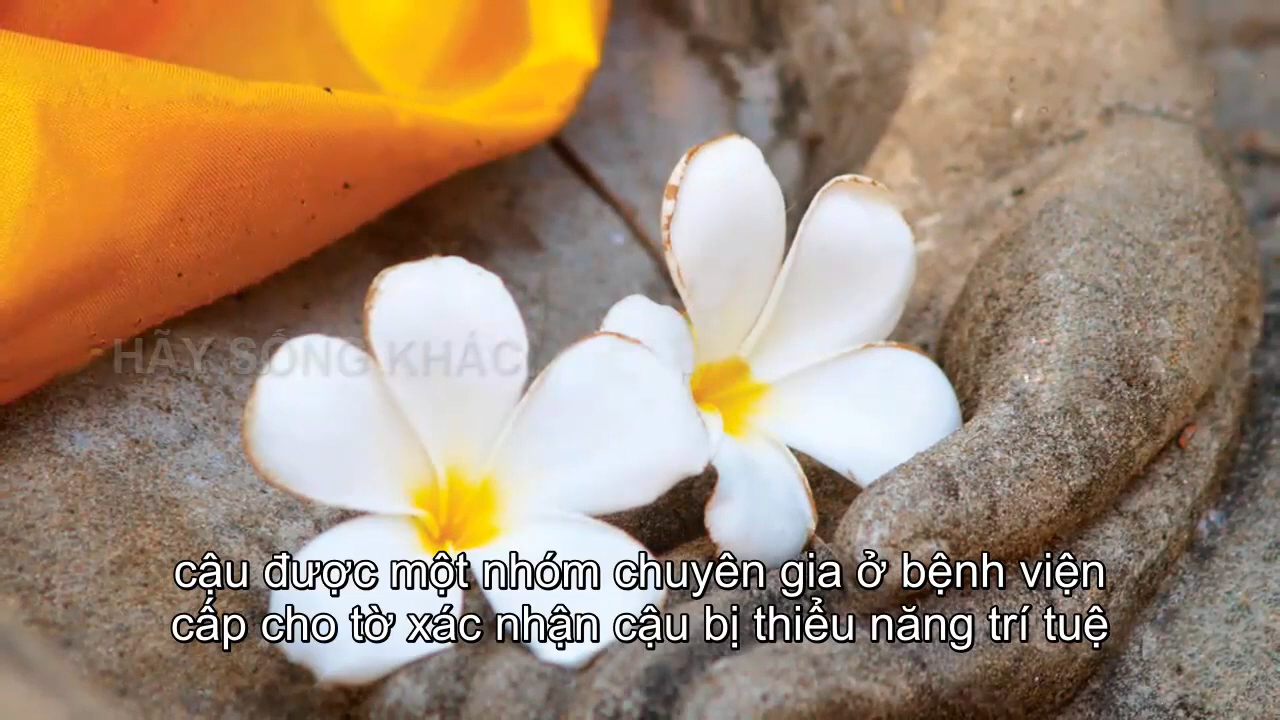 HÃY SỐNG KHÁC
cậu được một nhóm chuyên gia ở bệnh viện
cấp cho tờ xác nhận cậu bị thiểu năng trí tuệ